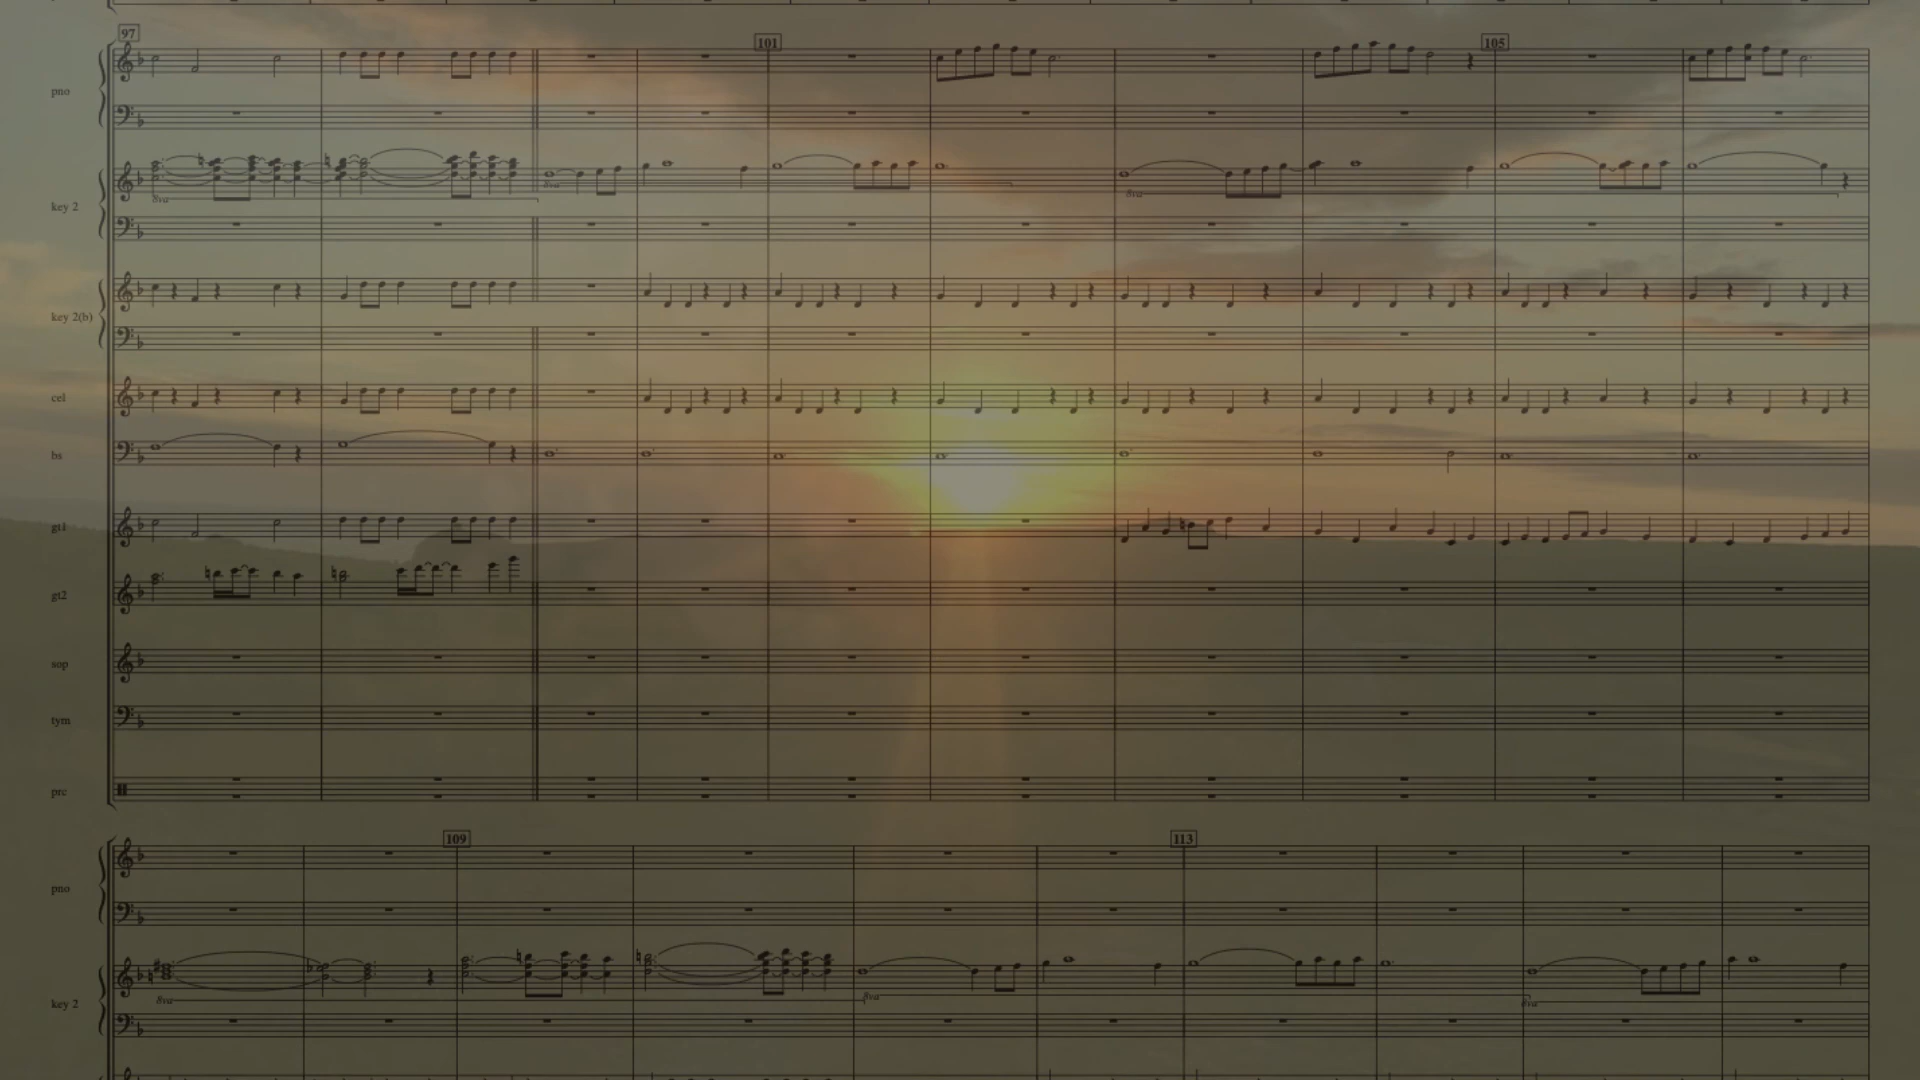 97
101
105
pno
8va
8va
8va
key 2
key 2(b)
cel
bs
gt1
gt2
sop
tym
prc
109
113
pno
8va
8va
8va
key 2